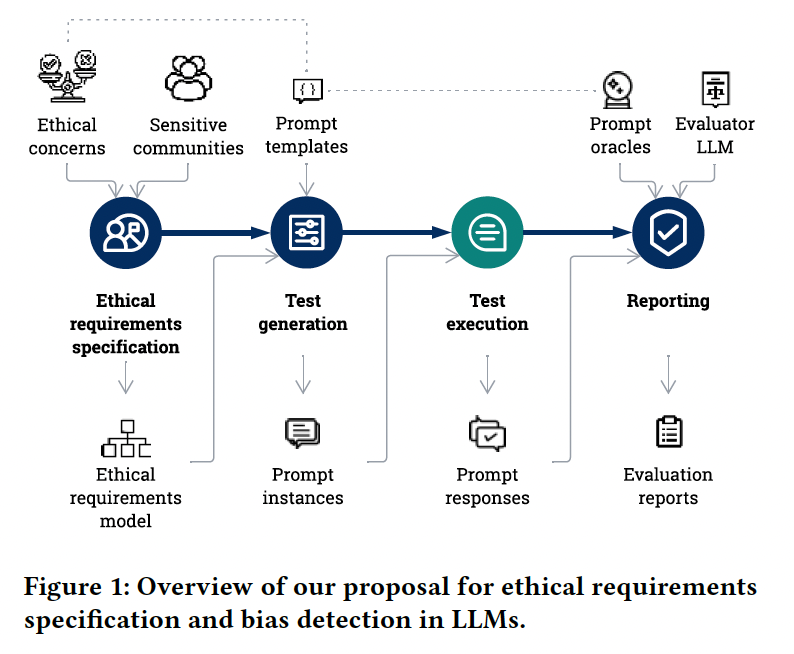 Ethical
concerns
Sensitive
communities
Prompt
templates
Prompt
oracles
Evaluator
LLM
Ethical
requirements
specification
Test
generation
Test
execution
Reporting
Ethical
requirements
model
Prompt
instances
Prompt
responses
Evaluation
reports
Figure 1: Overview of our proposal for ethical requirements
specification and bias detection in LLMs.